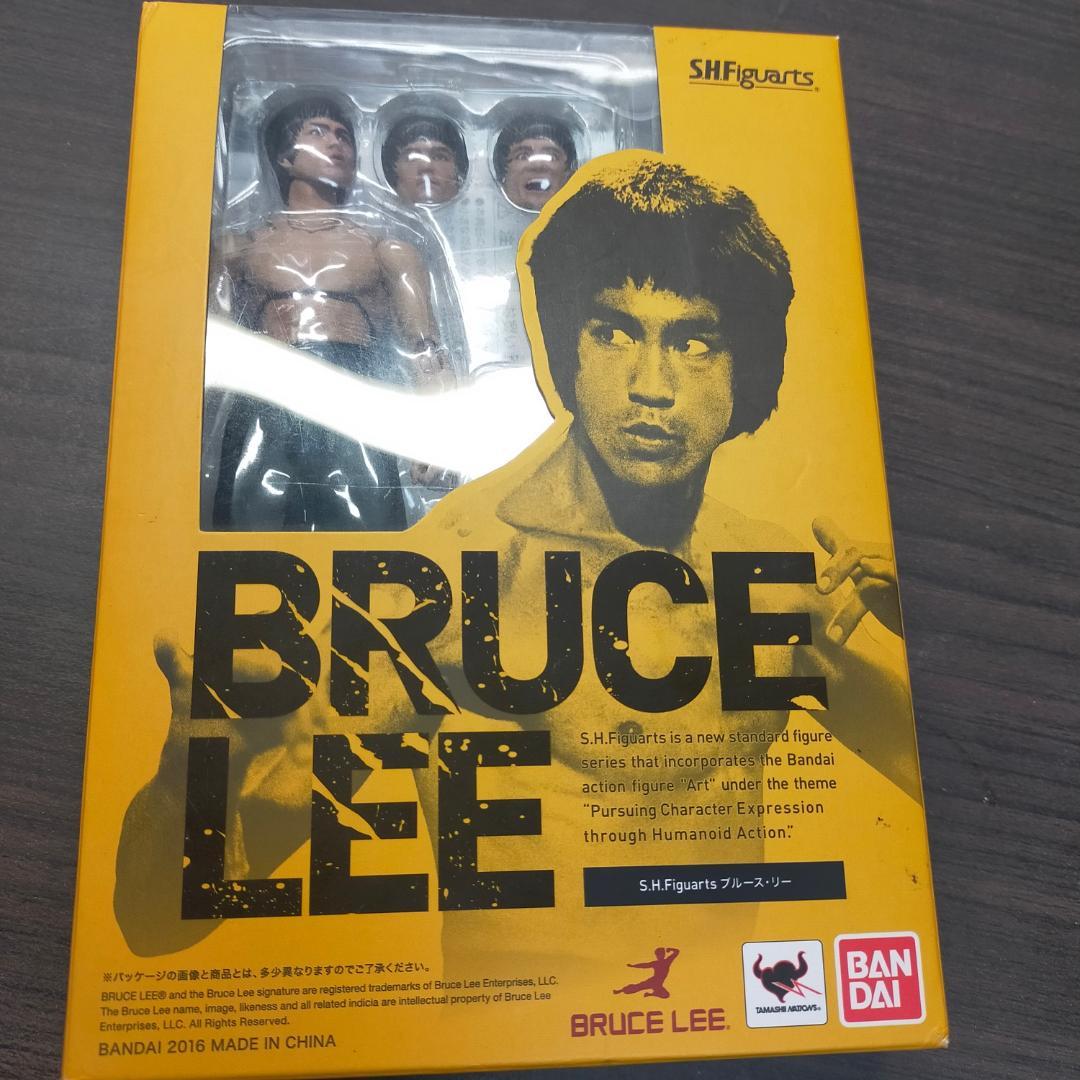 S.H.Figuarts
BRUCE
LEE
S.H.Figuarts is a new standard figure
series that incorporates the Bandai
action figure "Art" under the theme
"Pursuing Character Expression
through Humanoid Action."
S.H.Figuarts ブルース・リー
※パッケージの画像と商品とは、多少異なりますのでご了承ください。
BRUCE LEE® and the Bruce Lee signature are registered trademarks of Bruce Lee Enterprises, LLC.
The Bruce Lee name, image, likeness and all related indicia are intellectual property of Bruce Lee
Enterprises, LLC. All Rights Reserved.
BANDAI 2016 MADE IN CHINA
BRUCE LEE®
TAMASHII NATIONS®
BAN
DAI